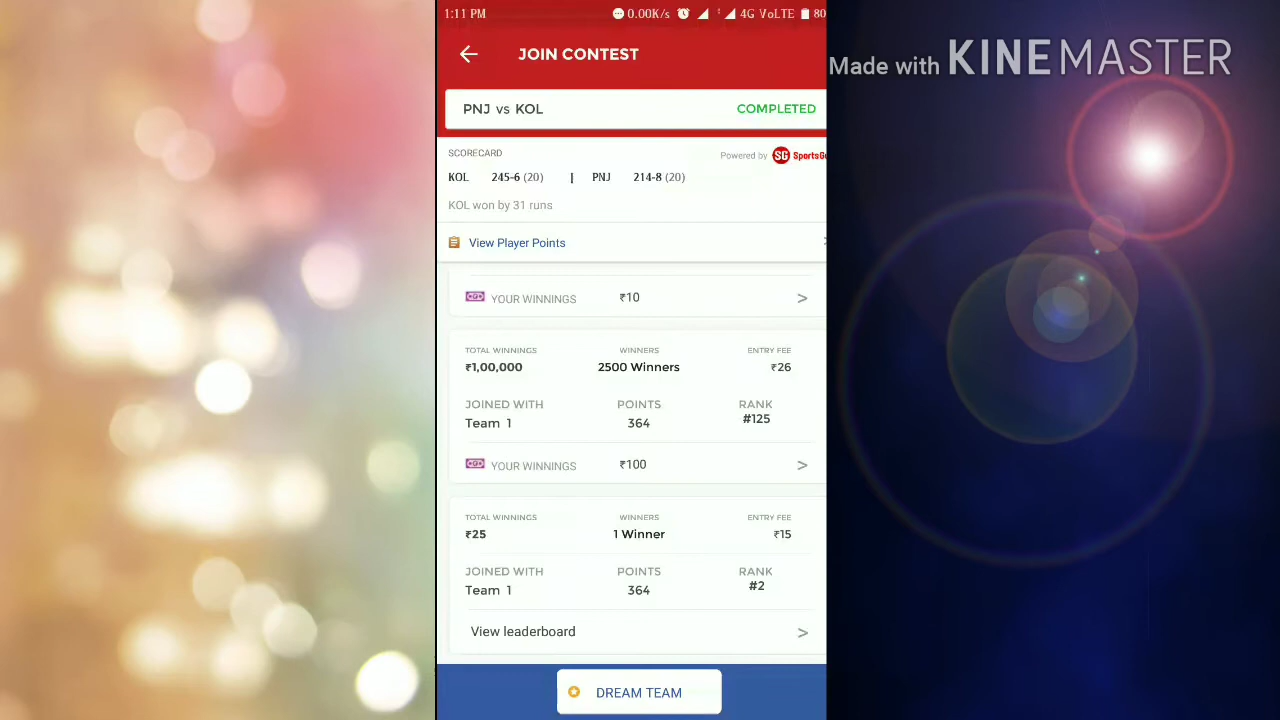 1:11 PM 0.00K/s 4G VoLTE 80
JOIN CONTEST
Made with KINEMASTER
PNJ vs KOL COMPLETED
SCORECARD Powered by SG SportsGu
KOL 245-6 (20) | PNJ 214-8 (20)
KOL won by 31 runs
View Player Points
YOUR WINNINGS ₹10 >
TOTAL WINNINGS WINNERS ENTRY FEE
₹1,00,000 2500 Winners ₹26
JOINED WITH POINTS RANK
Team 1 364 #125
YOUR WINNINGS ₹100 >
TOTAL WINNINGS WINNERS ENTRY FEE
₹25 1 Winner ₹15
JOINED WITH POINTS RANK
Team 1 364 #2
View leaderboard >
DREAM TEAM